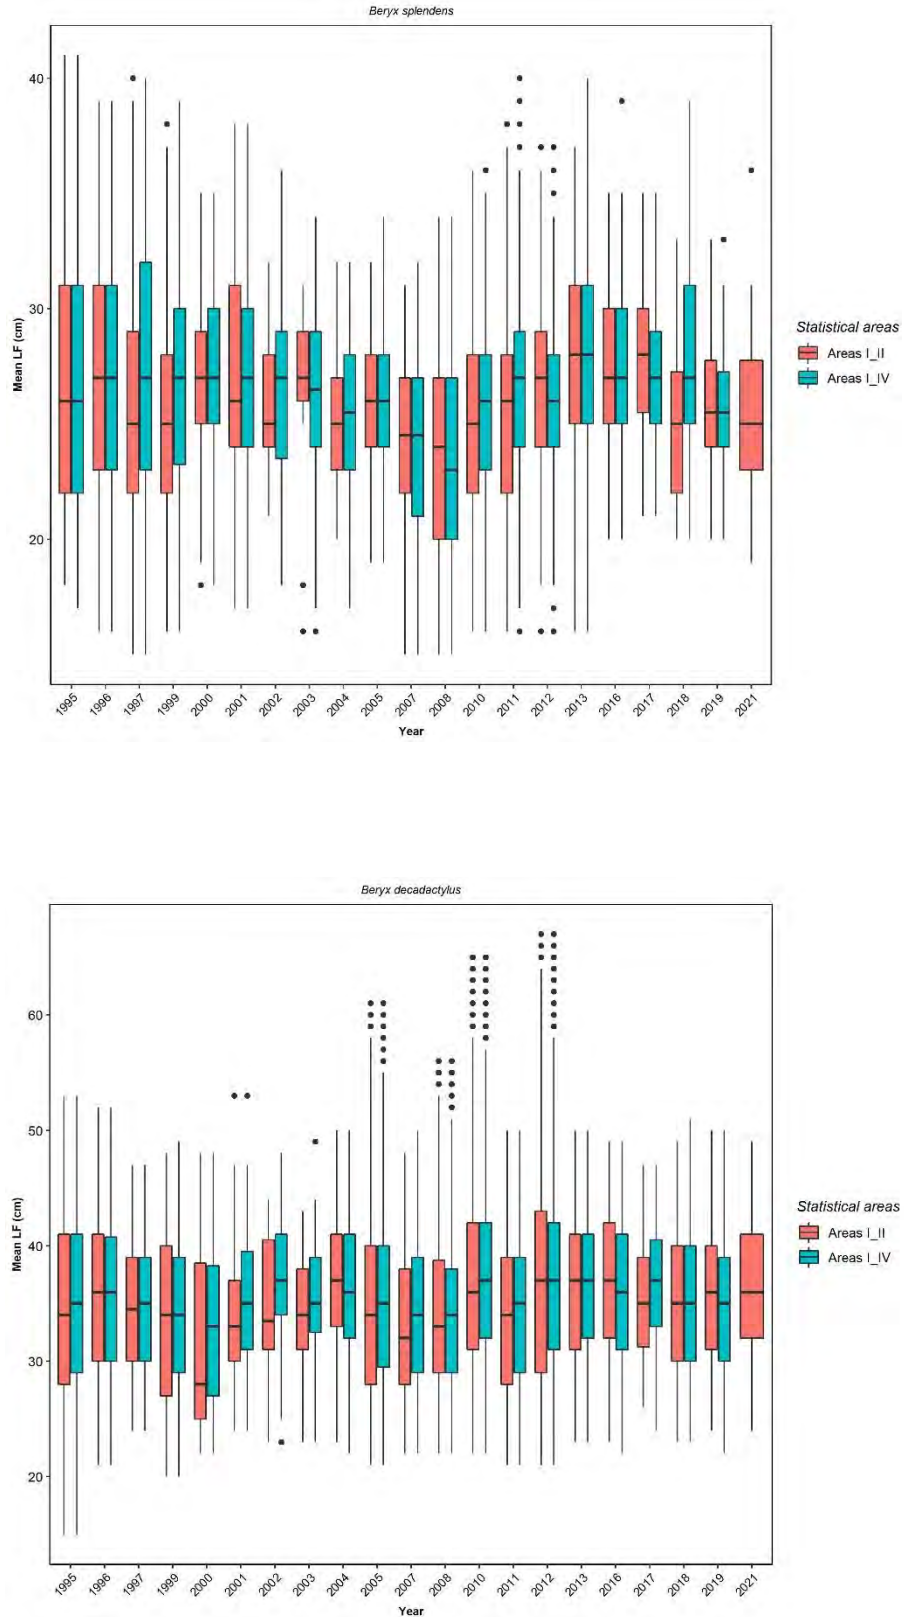 Beryx splendens
40
30
20
Mean LF (cm)
1995 1996 1997 1999 2000 2001 2002 2003 2004 2005 2007 2008 2010 2011 2012 2013 2016 2017 2018 2019 2021
Year
Statistical areas
Areas I_II
Areas I_IV
Beryx decadactylus
60
50
40
30
20
Mean LF (cm)
1995 1996 1997 1999 2000 2001 2002 2003 2004 2005 2007 2008 2010 2011 2012 2013 2016 2017 2018 2019 2021
Year
Statistical areas
Areas I_II
Areas I_IV